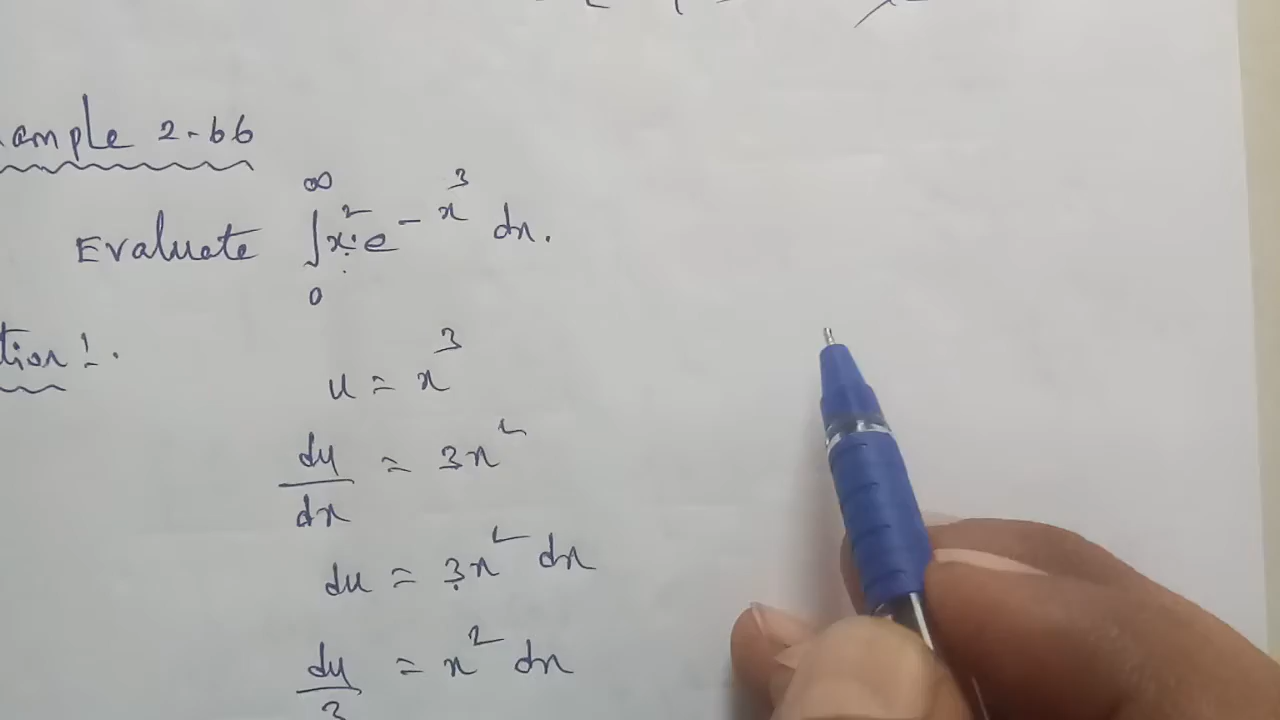 ample 2.66
Evaluate ∫₀^∞ x².e^-x³ dx.
tion :.
u = x³
du/dx = 3x²
du = 3x² dx
du/3 = x² dx